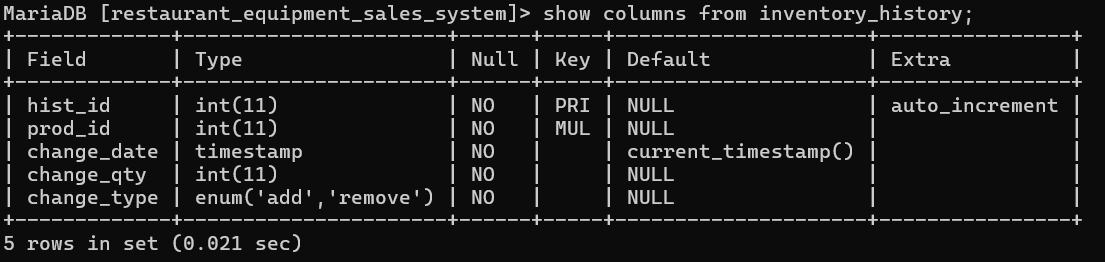 MariaDB [restaurant_equipment_sales_system]> show columns from inventory_history;
+-------------+----------------------+------+-----+---------------------+----------------+
| Field       | Type                 | Null | Key | Default             | Extra          |
+-------------+----------------------+------+-----+---------------------+----------------+
| hist_id     | int(11)              | NO   | PRI | NULL                | auto_increment |
| prod_id     | int(11)              | NO   | MUL | NULL                |                |
| change_date | timestamp            | NO   |     | current_timestamp() |                |
| change_qty  | int(11)              | NO   |     | NULL                |                |
| change_type | enum('add','remove') | NO   |     | NULL                |                |
+-------------+----------------------+------+-----+---------------------+----------------+
5 rows in set (0.021 sec)